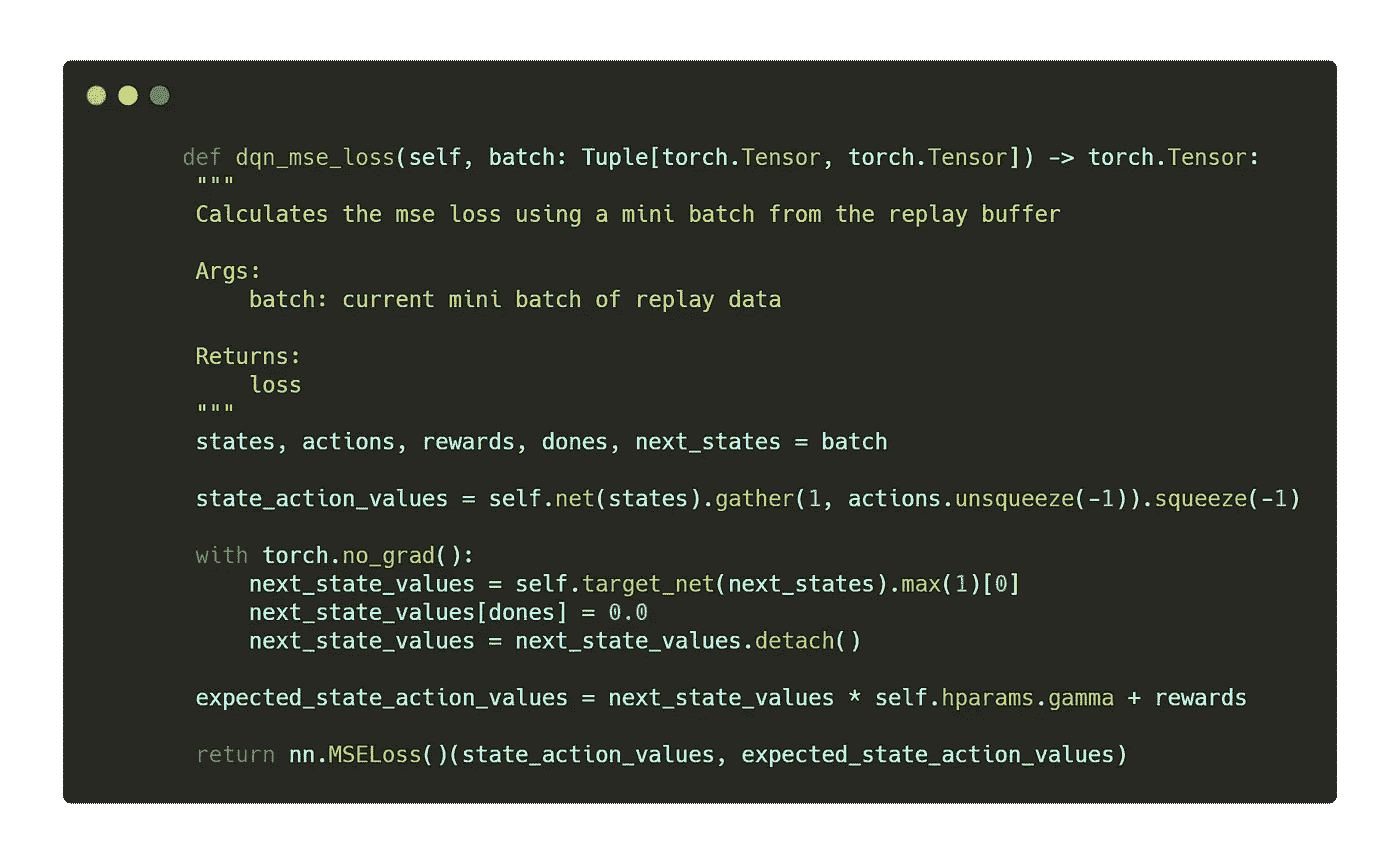 def dqn_mse_loss(self, batch: Tuple[torch.Tensor, torch.Tensor]) -> torch.Tensor:
"""
Calculates the mse loss using a mini batch from the replay buffer
Args:
batch: current mini batch of replay data
Returns:
loss
"""
states, actions, rewards, dones, next_states = batch
state_action_values = self.net(states).gather(1, actions.unsqueeze(-1)).squeeze(-1)
with torch.no_grad():
next_state_values = self.target_net(next_states).max(1)[0]
next_state_values[dones] = 0.0
next_state_values = next_state_values.detach()
expected_state_action_values = next_state_values * self.hparams.gamma + rewards
return nn.MSELoss()(state_action_values, expected_state_action_values)